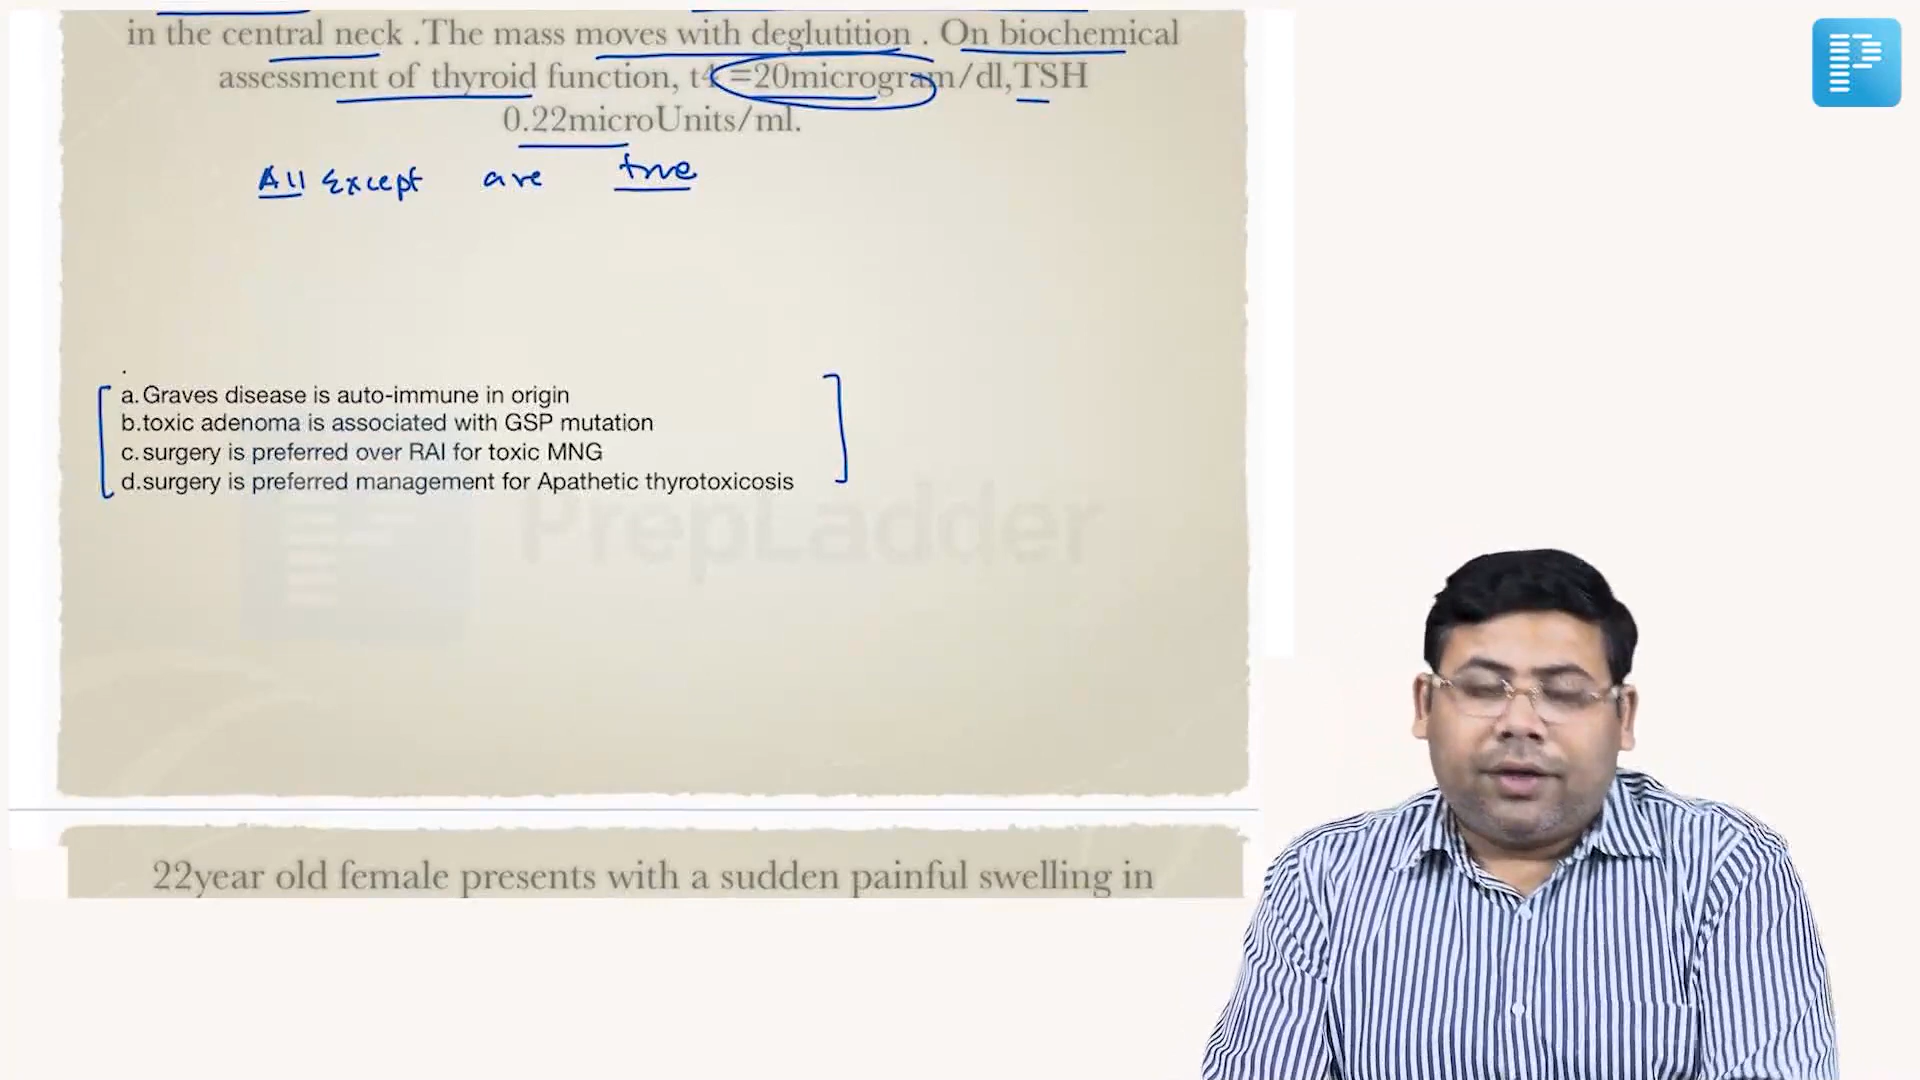 in the central neck .The mass moves with deglutition . On biochemical
assessment of thyroid function, t4 =20microgram/dl,TSH
0.22microUnits/ml.
All Except are true
a.Graves disease is auto-immune in origin
b.toxic adenoma is associated with GSP mutation
c.surgery is preferred over RAI for toxic MNG
d.surgery is preferred management for Apathetic thyrotoxicosis
PrepLadder
22year old female presents with a sudden painful swelling in